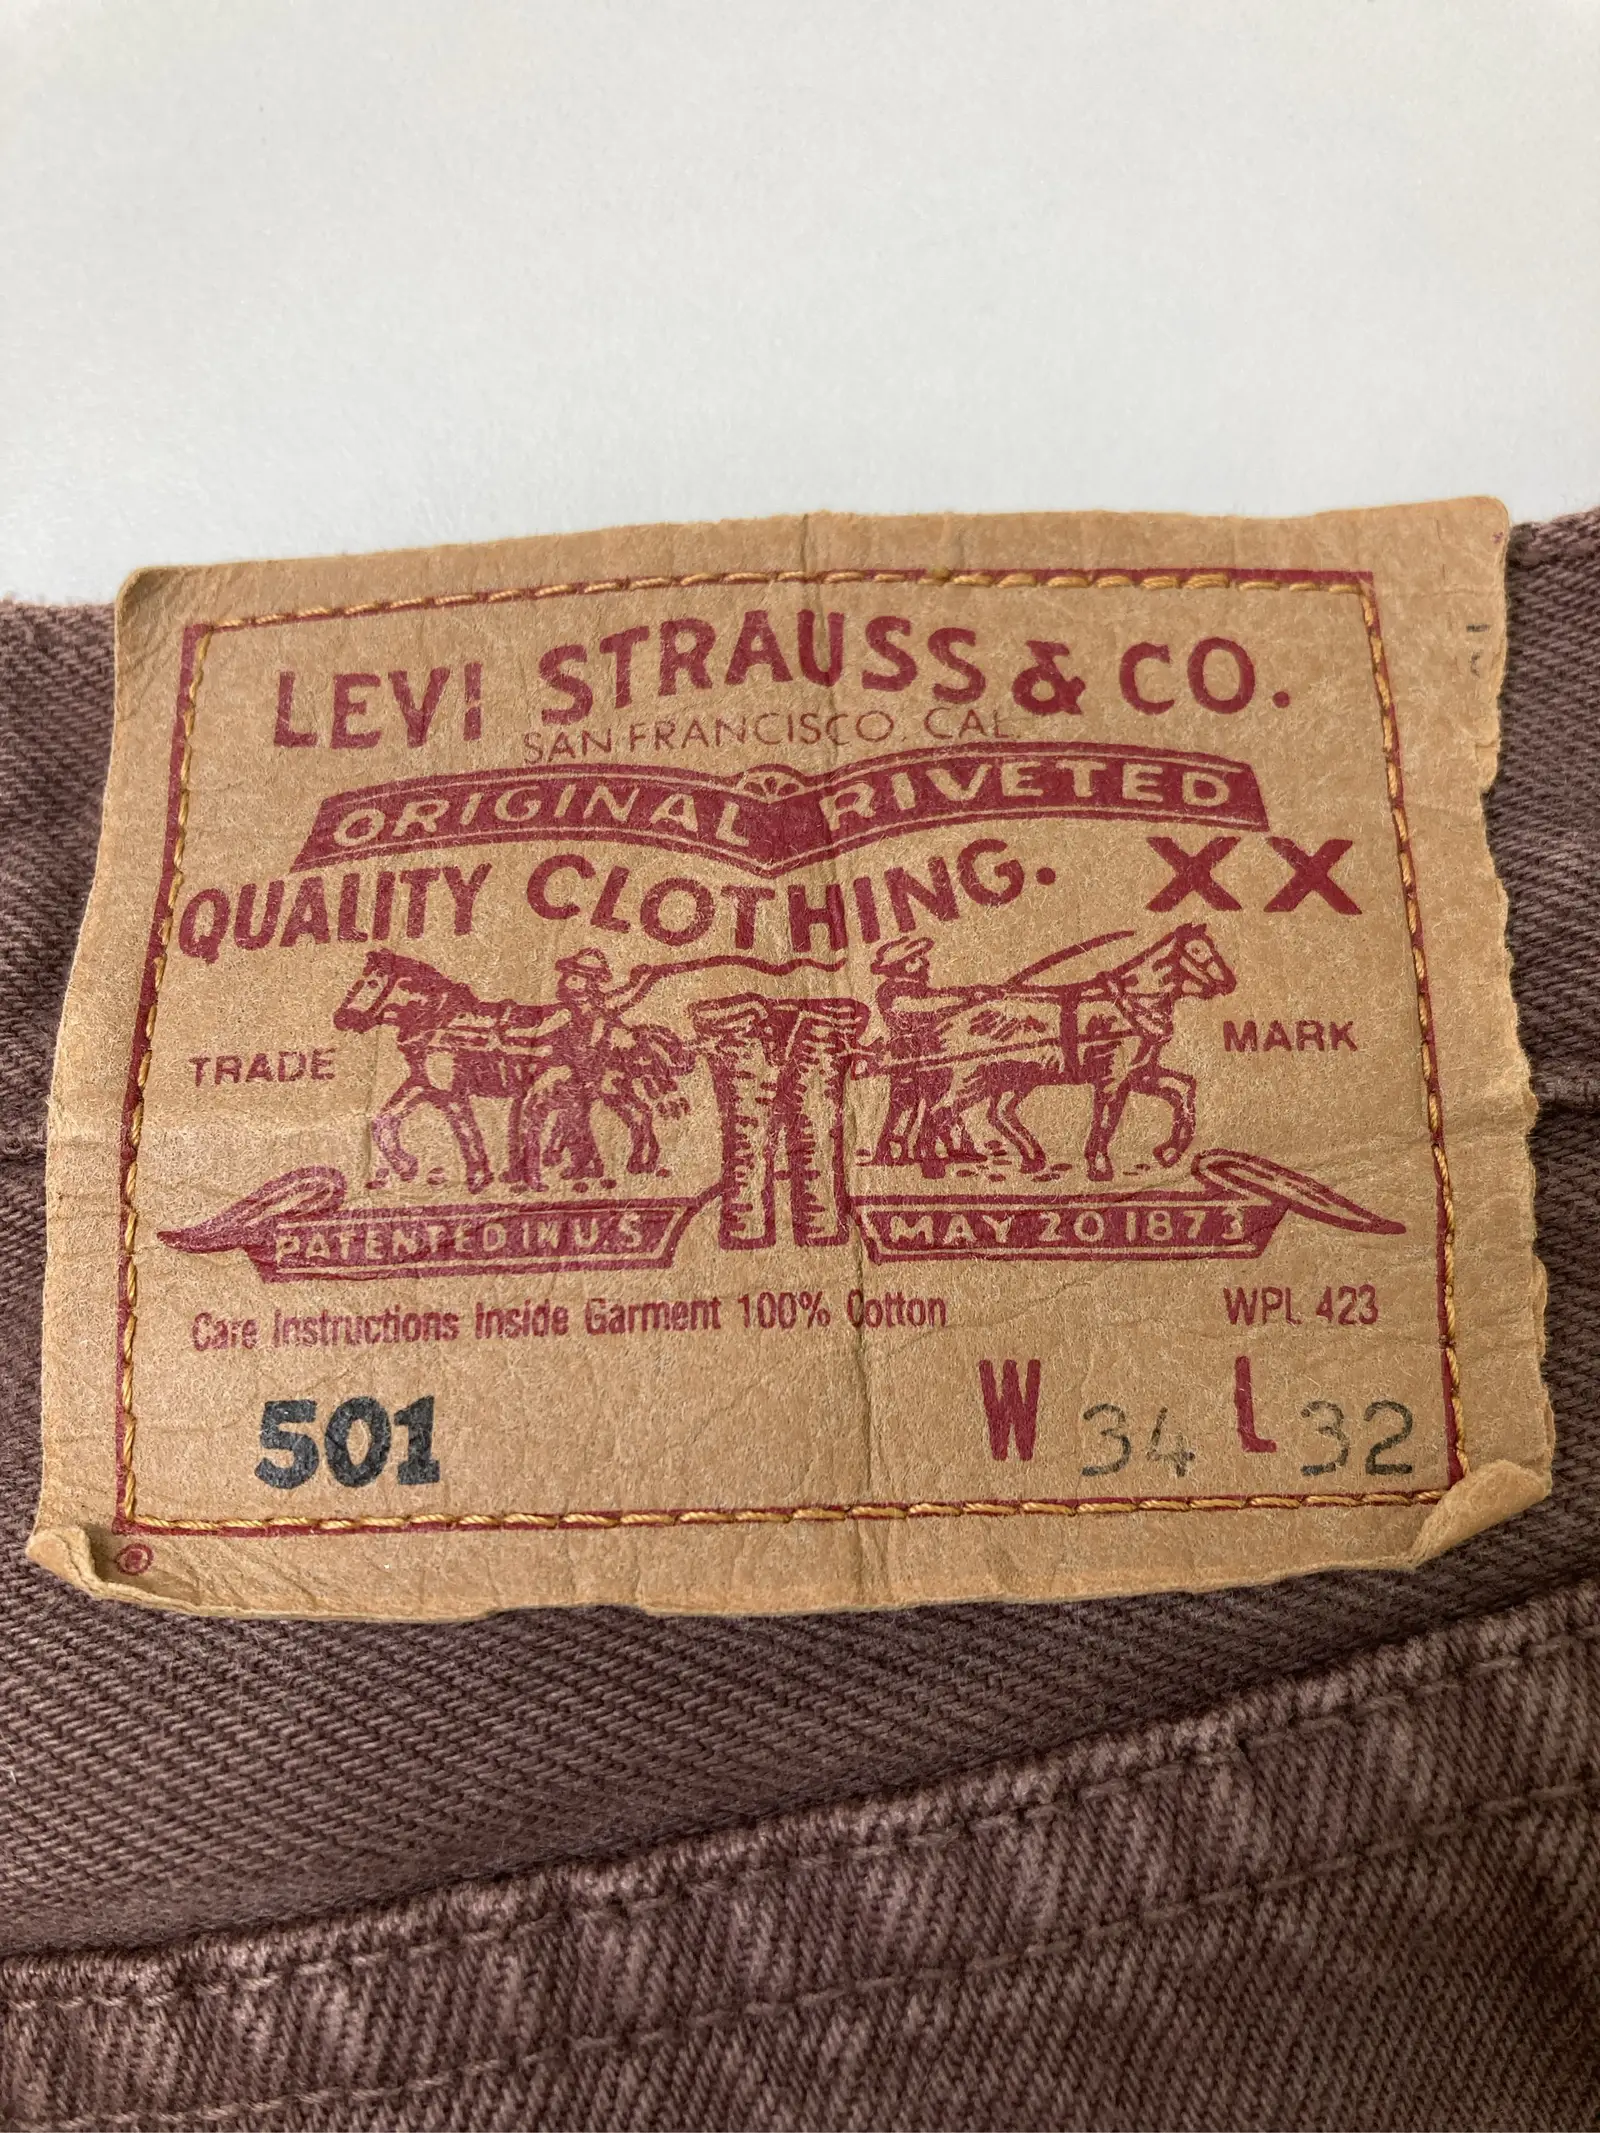 LEVI STRAUSS & CO.
SAN FRANCISCO, CAL.
ORIGINAL RIVETED
QUALITY CLOTHING. XX
TRADE MARK
PATENTED IN U.S
MAY 20 1873
Care Instructions Inside Garment 100% Cotton WPL 423
501 W 34 L 32
®